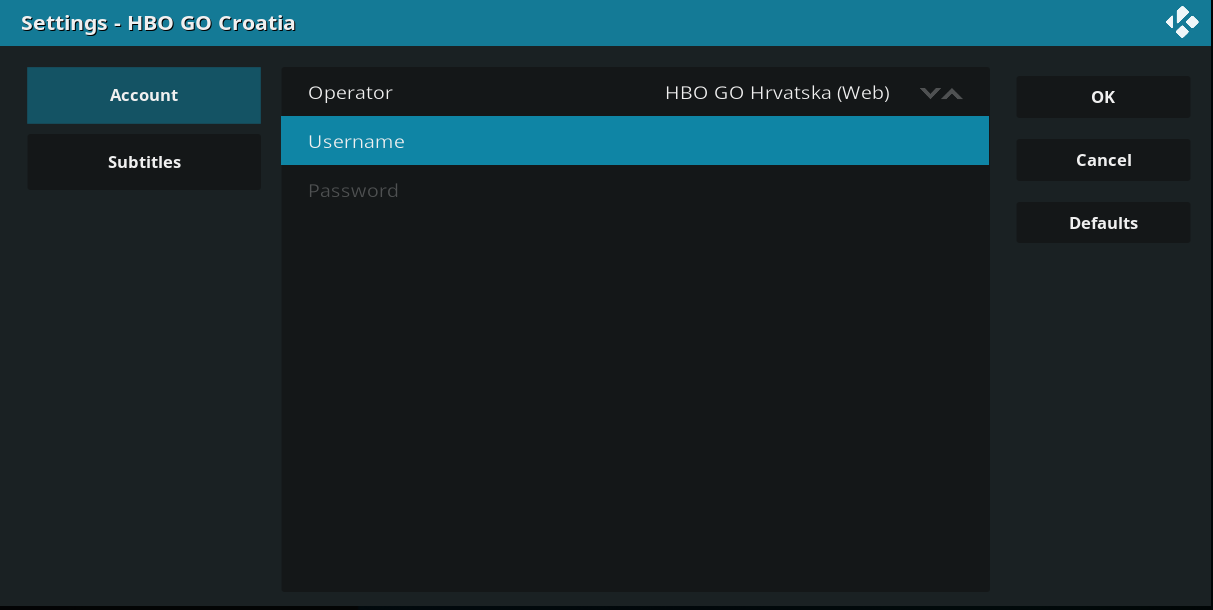 Settings - HBO GO Croatia
Account
Subtitles
Operator HBO GO Hrvatska (Web)
Username
Password
OK
Cancel
Defaults